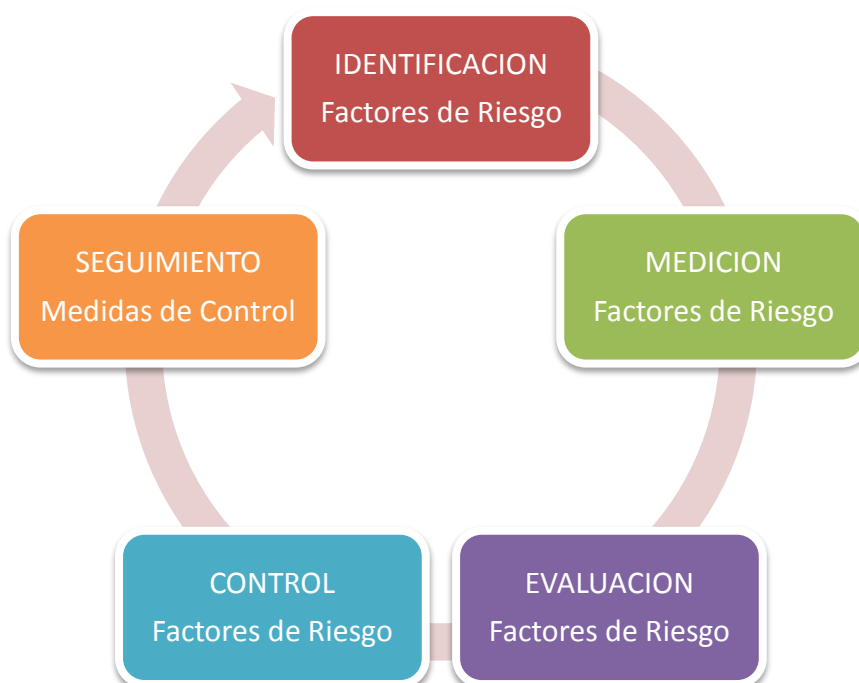 IDENTIFICACION
Factores de Riesgo
MEDICION
Factores de Riesgo
EVALUACION
Factores de Riesgo
CONTROL
Factores de Riesgo
SEGUIMIENTO
Medidas de Control